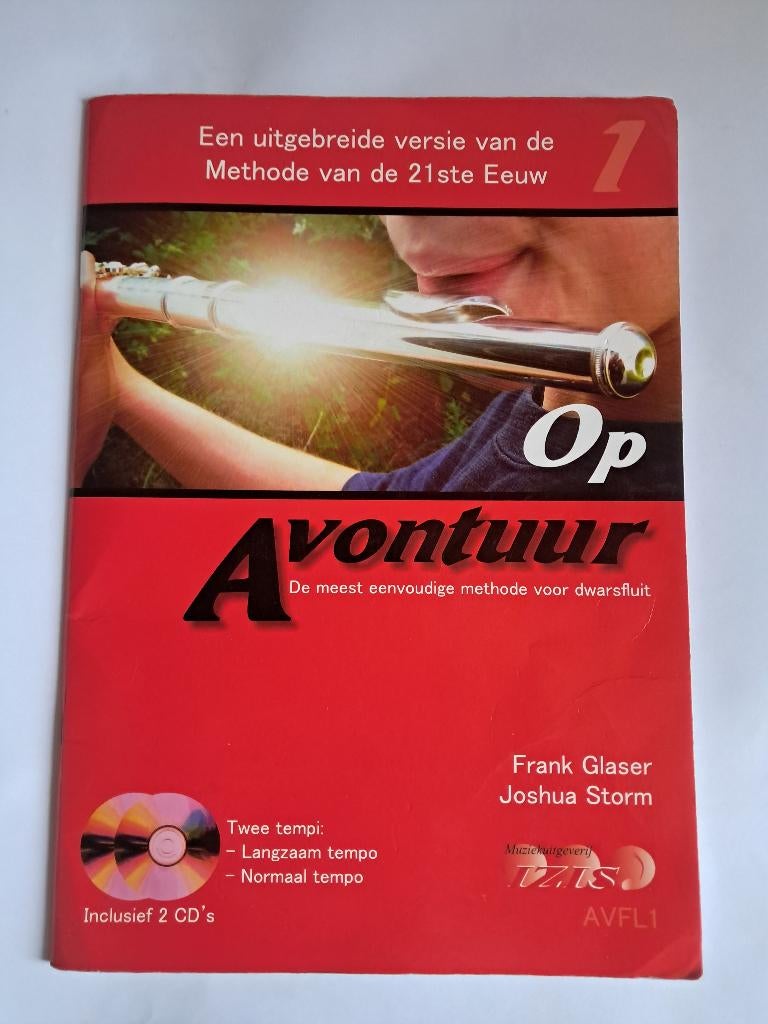 Een uitgebreide versie van de
Methode van de 21ste Eeuw
1
Op
Avontuur
De meest eenvoudige methode voor dwarsfluit
Frank Glaser
Joshua Storm
Twee tempi:
- Langzaam tempo
- Normaal tempo
Inclusief 2 CD's
Muziekuitgeverij
AVFL1